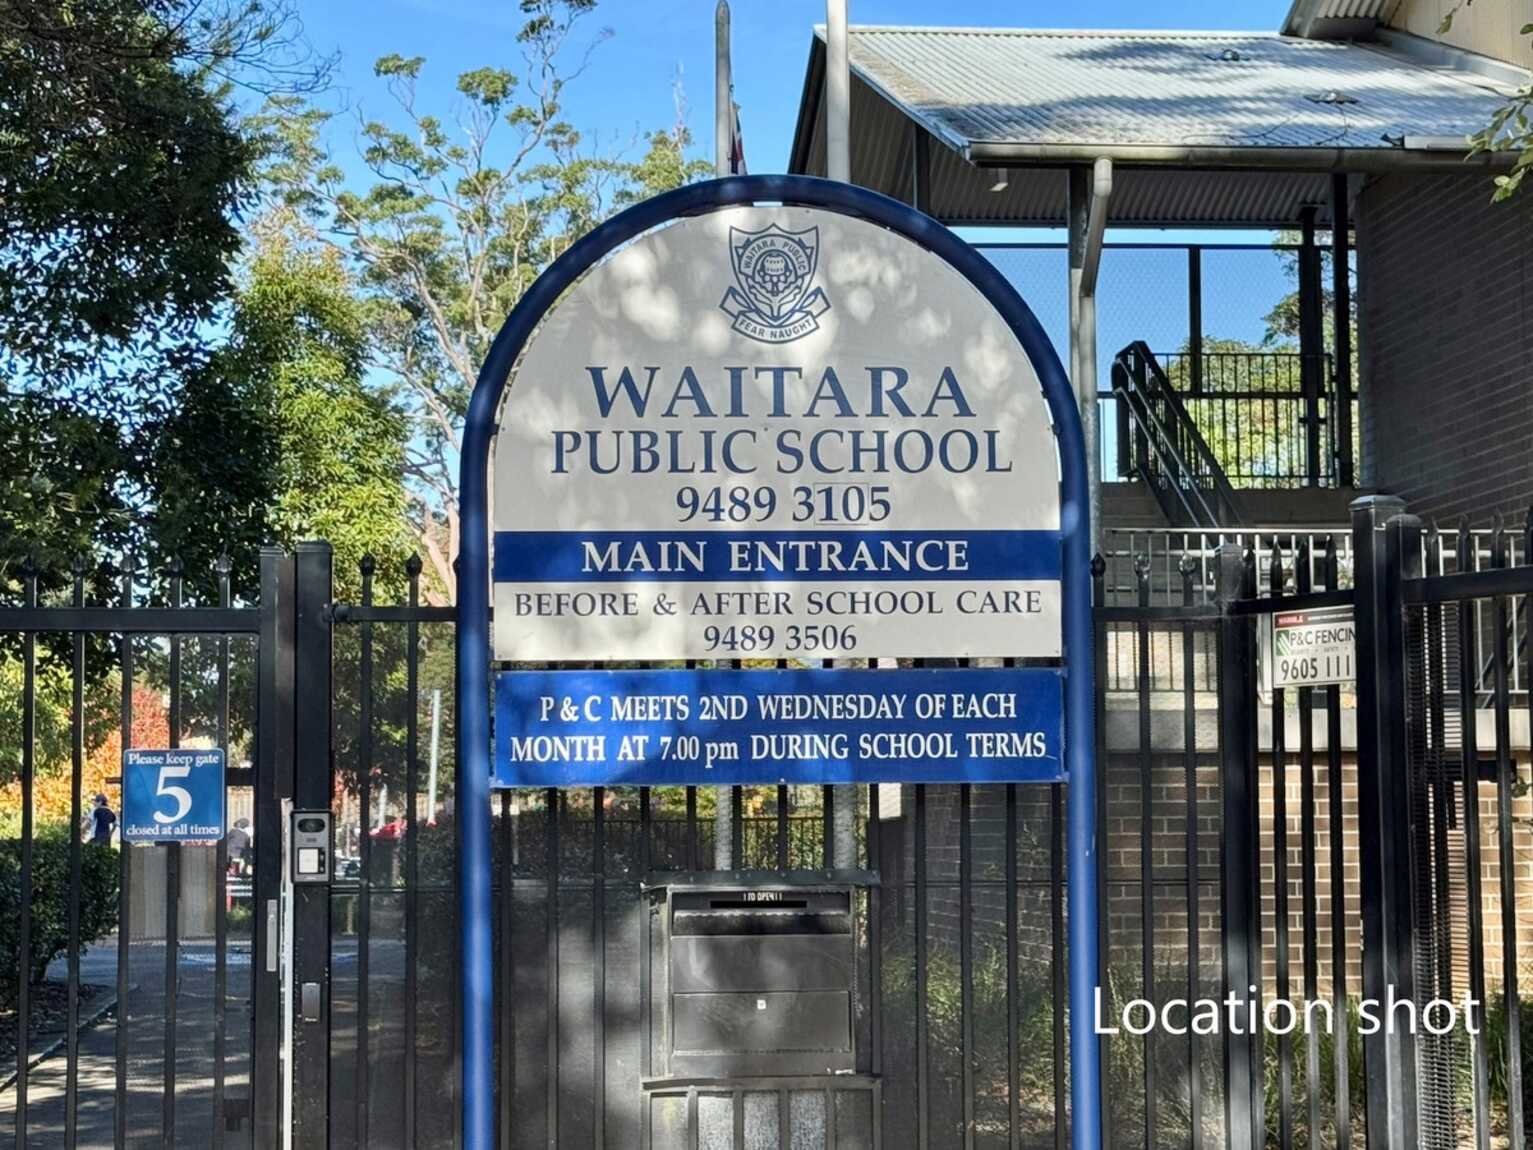 WAITARA PUBLIC
FEAR NAUGHT
WAITARA
PUBLIC SCHOOL
9489 3105
MAIN ENTRANCE
BEFORE & AFTER SCHOOL CARE
9489 3506
P & C MEETS 2ND WEDNESDAY OF EACH
MONTH AT 7.00 pm DURING SCHOOL TERMS
P&C FENCIN
9605 111
Please keep gate
5
closed at all times
Location shot